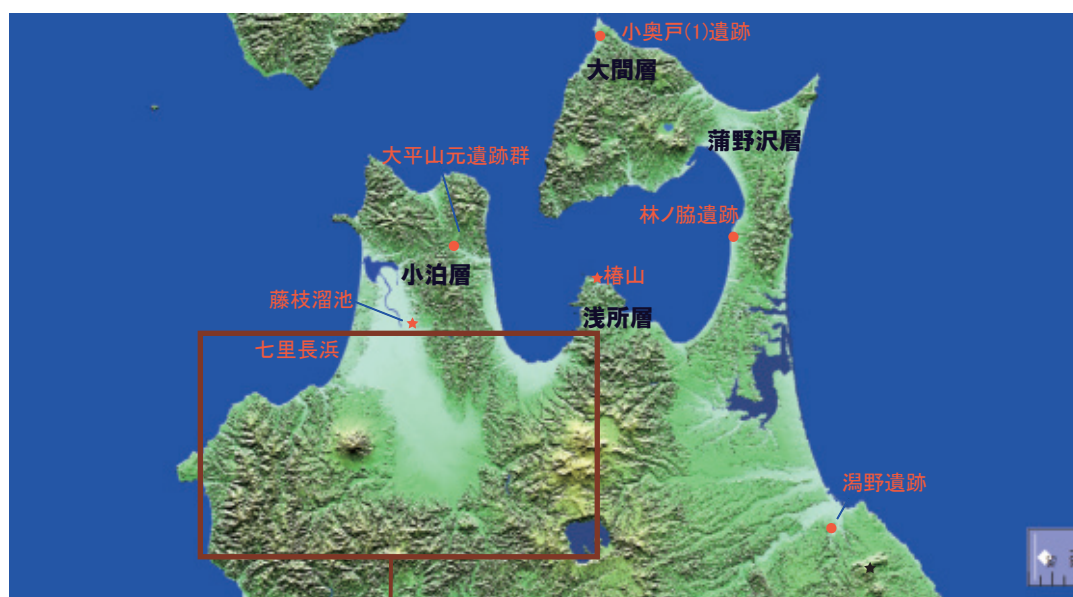 小奥戸(1)遺跡
大間層
蒲野沢層
大平山元遺跡群
林ノ脇遺跡
小泊層
椿山
藤枝溜池
浅所層
七里長浜
潟野遺跡